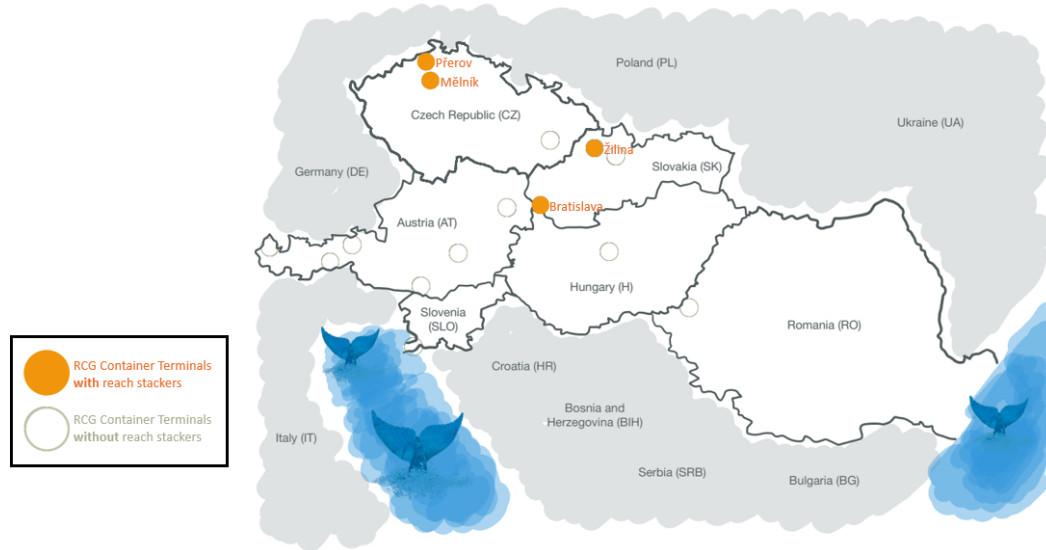 Poland (PL)
Přerov
Mělník
Czech Republic (CZ)
Ukraine (UA)
Žilina
Slovakia (SK)
Germany (DE)
Bratislava
Austria (AT)
Hungary (H)
Slovenia
(SLO)
Romania (RO)
Croatia (HR)
RCG Container Terminals
with reach stackers
RCG Container Terminals
without reach stackers
Bosnia and
Herzegovina (BIH)
Italy (IT)
Serbia (SRB)
Bulgaria (BG)